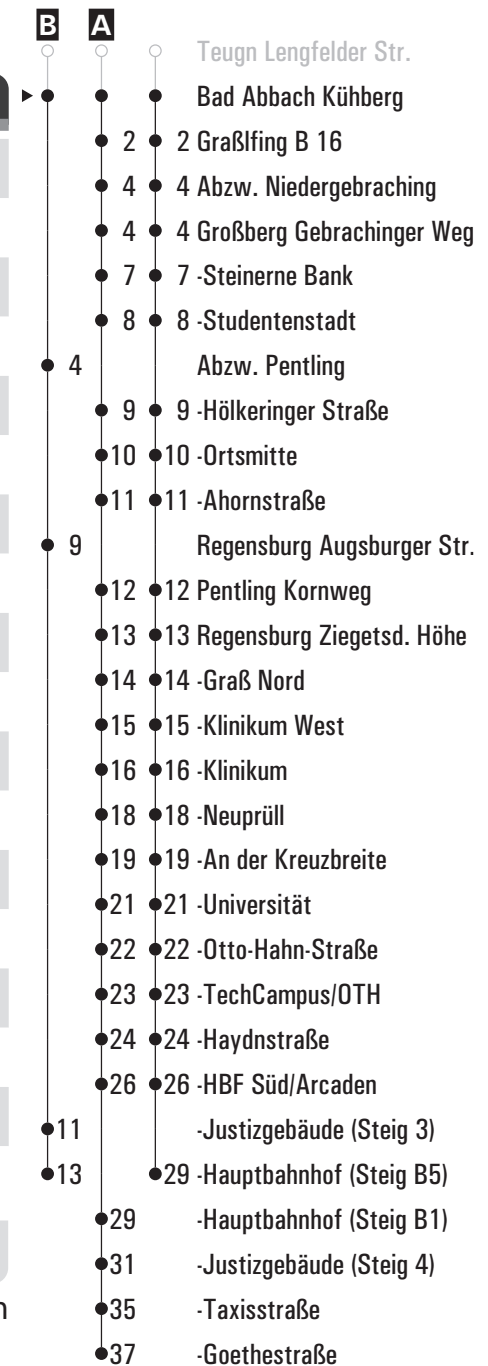 B A
Teugn Lengfelder Str.
Bad Abbach Kühberg
2 2 Graßlfing B 16
4 4 Abzw. Niedergebraching
4 4 Großberg Gebrachinger Weg
7 7 -Steinerne Bank
8 8 -Studentenstadt
4 Abzw. Pentling
9 9 -Hölkeringer Straße
10 10 -Ortsmitte
11 11 -Ahornstraße
9 Regensburg Augsburger Str.
12 12 Pentling Kornweg
13 13 Regensburg Ziegetsd. Höhe
14 14 -Graß Nord
15 15 -Klinikum West
16 16 -Klinikum
18 18 -Neuprüll
19 19 -An der Kreuzbreite
21 21 -Universität
22 22 -Otto-Hahn-Straße
23 23 -TechCampus/OTH
24 24 -Haydnstraße
26 26 -HBF Süd/Arcaden
11 -Justizgebäude (Steig 3)
13 29 -Hauptbahnhof (Steig B5)
29 -Hauptbahnhof (Steig B1)
31 -Justizgebäude (Steig 4)
35 -Taxisstraße
37 -Goethestraße